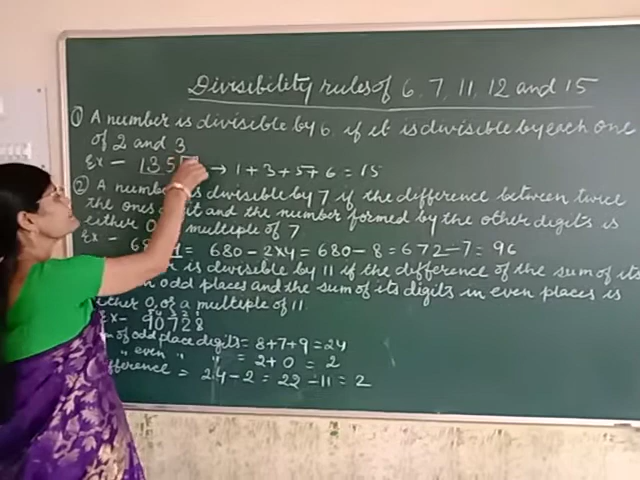 Divisibility rules of 6, 7, 11, 12 and 15
① A number is divisible by 6 if it is divisible by each one
of 2 and 3
Ex - 135 → 1+3+5+6 = 15
② A number is divisible by 7 if the difference between twice
the ones digit and the number formed by the other digits is
either 0 multiple of 7
Ex - 68 = 680 - 2×4 = 680 - 8 = 672 ÷ 7 = 96
is divisible by 11 if the difference of the sum of its
odd places and the sum of its digits in even places is
either 0, or a multiple of 11.
Ex- 90728
of odd place digits = 8+7+9 = 24
" even " " = 2+0 = 2
difference = 24-2 = 22 ÷ 11 = 2